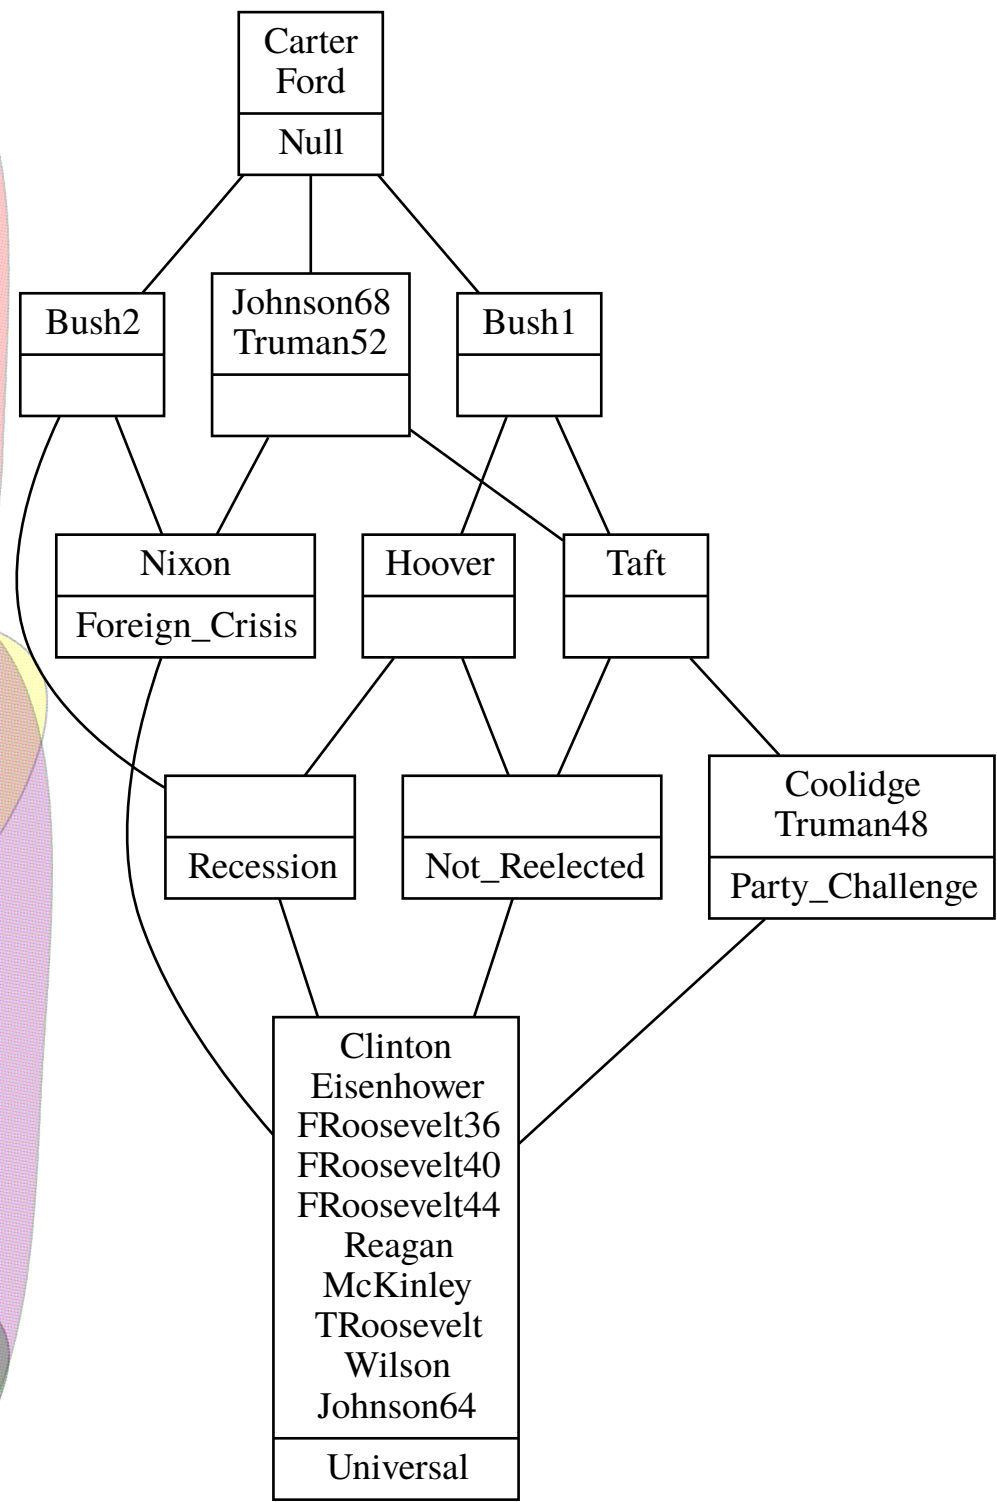 Carter
Ford
Null
Bush2
Johnson68
Truman52
Bush1
Nixon
Foreign_Crisis
Hoover
Taft
Recession
Not_Reelected
Coolidge
Truman48
Party_Challenge
Clinton
Eisenhower
FRoosevelt36
FRoosevelt40
FRoosevelt44
Reagan
McKinley
TRoosevelt
Wilson
Johnson64
Universal